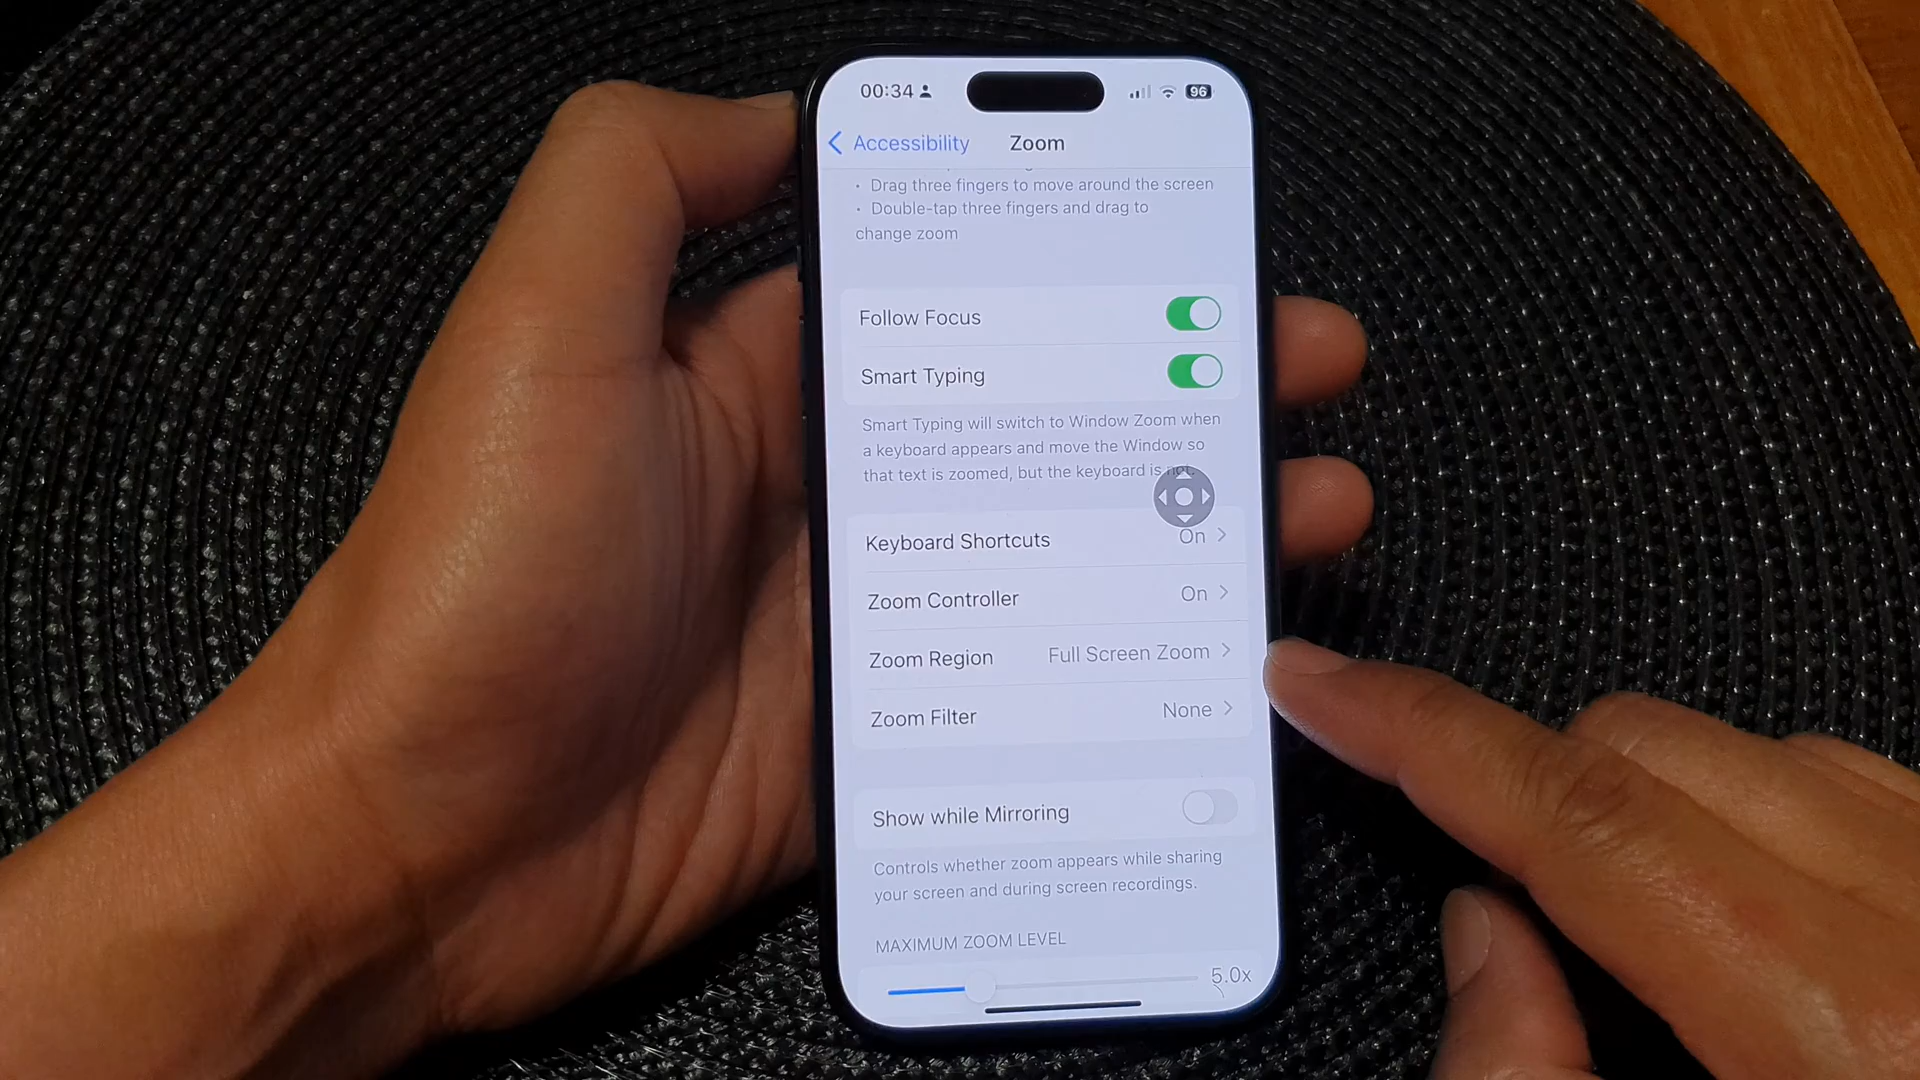 00:34
96
Accessibility
Zoom
• Drag three fingers to move around the screen
• Double-tap three fingers and drag to
change zoom
Follow Focus
Smart Typing
Smart Typing will switch to Window Zoom when
a keyboard appears and move the Window so
that text is zoomed, but the keyboard is not.
Keyboard Shortcuts On
Zoom Controller On
Zoom Region Full Screen Zoom
Zoom Filter None
Show while Mirroring
Controls whether zoom appears while sharing
your screen and during screen recordings.
MAXIMUM ZOOM LEVEL
5.0x